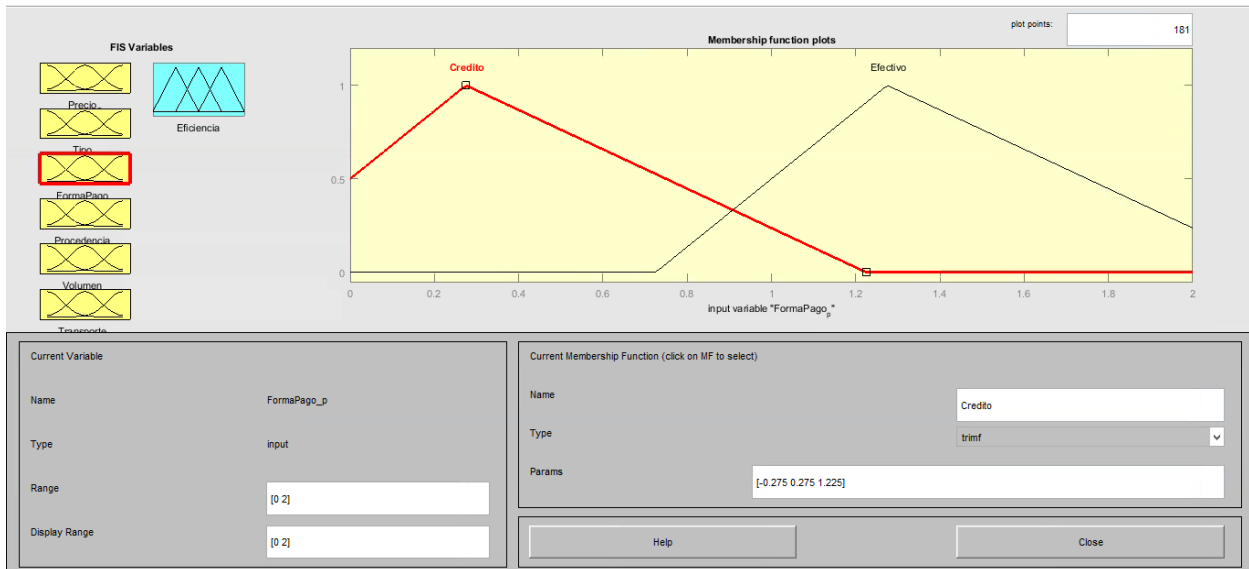 plot points:
181
FIS Variables
Membership function plots
Precio_
Tipo
FormaPago
Procedencia
Volumen
Transporte
Eficiencia
Credito
Efectivo
1
0.5
0
0 0.2 0.4 0.6 0.8 1 1.2 1.4 1.6 1.8 2
input variable "FormaPago_p"
Current Variable
Name FormaPago_p
Type input
Range [0 2]
Display Range [0 2]
Current Membership Function (click on MF to select)
Name Credito
Type trimf
Params [-0.275 0.275 1.225]
Help Close